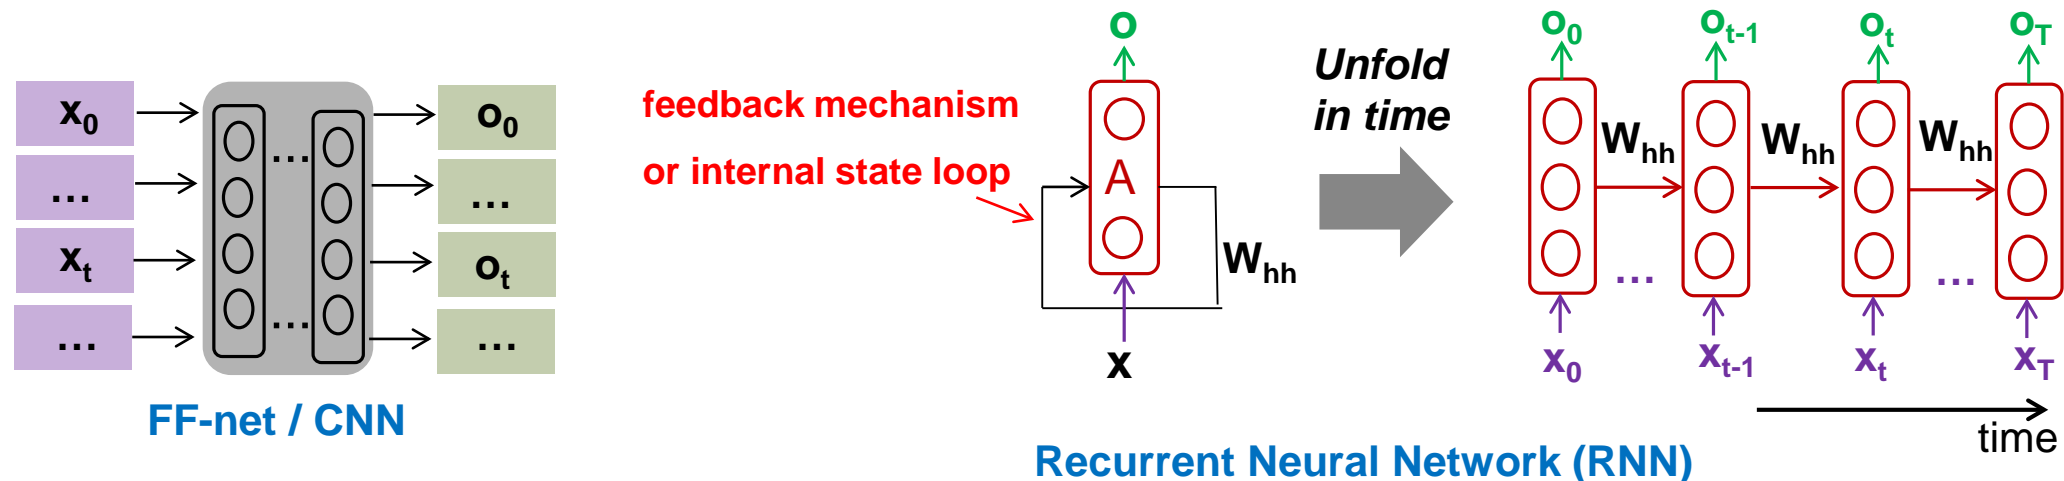 x0
...
xt
...
... 
...
o0
...
ot
...
FF-net / CNN
feedback mechanism
or internal state loop
o
A
Whh
x
Unfold
in time
o0 ot-1 ot oT
Whh Whh Whh
... ...
x0 xt-1 xt xT
time
Recurrent Neural Network (RNN)